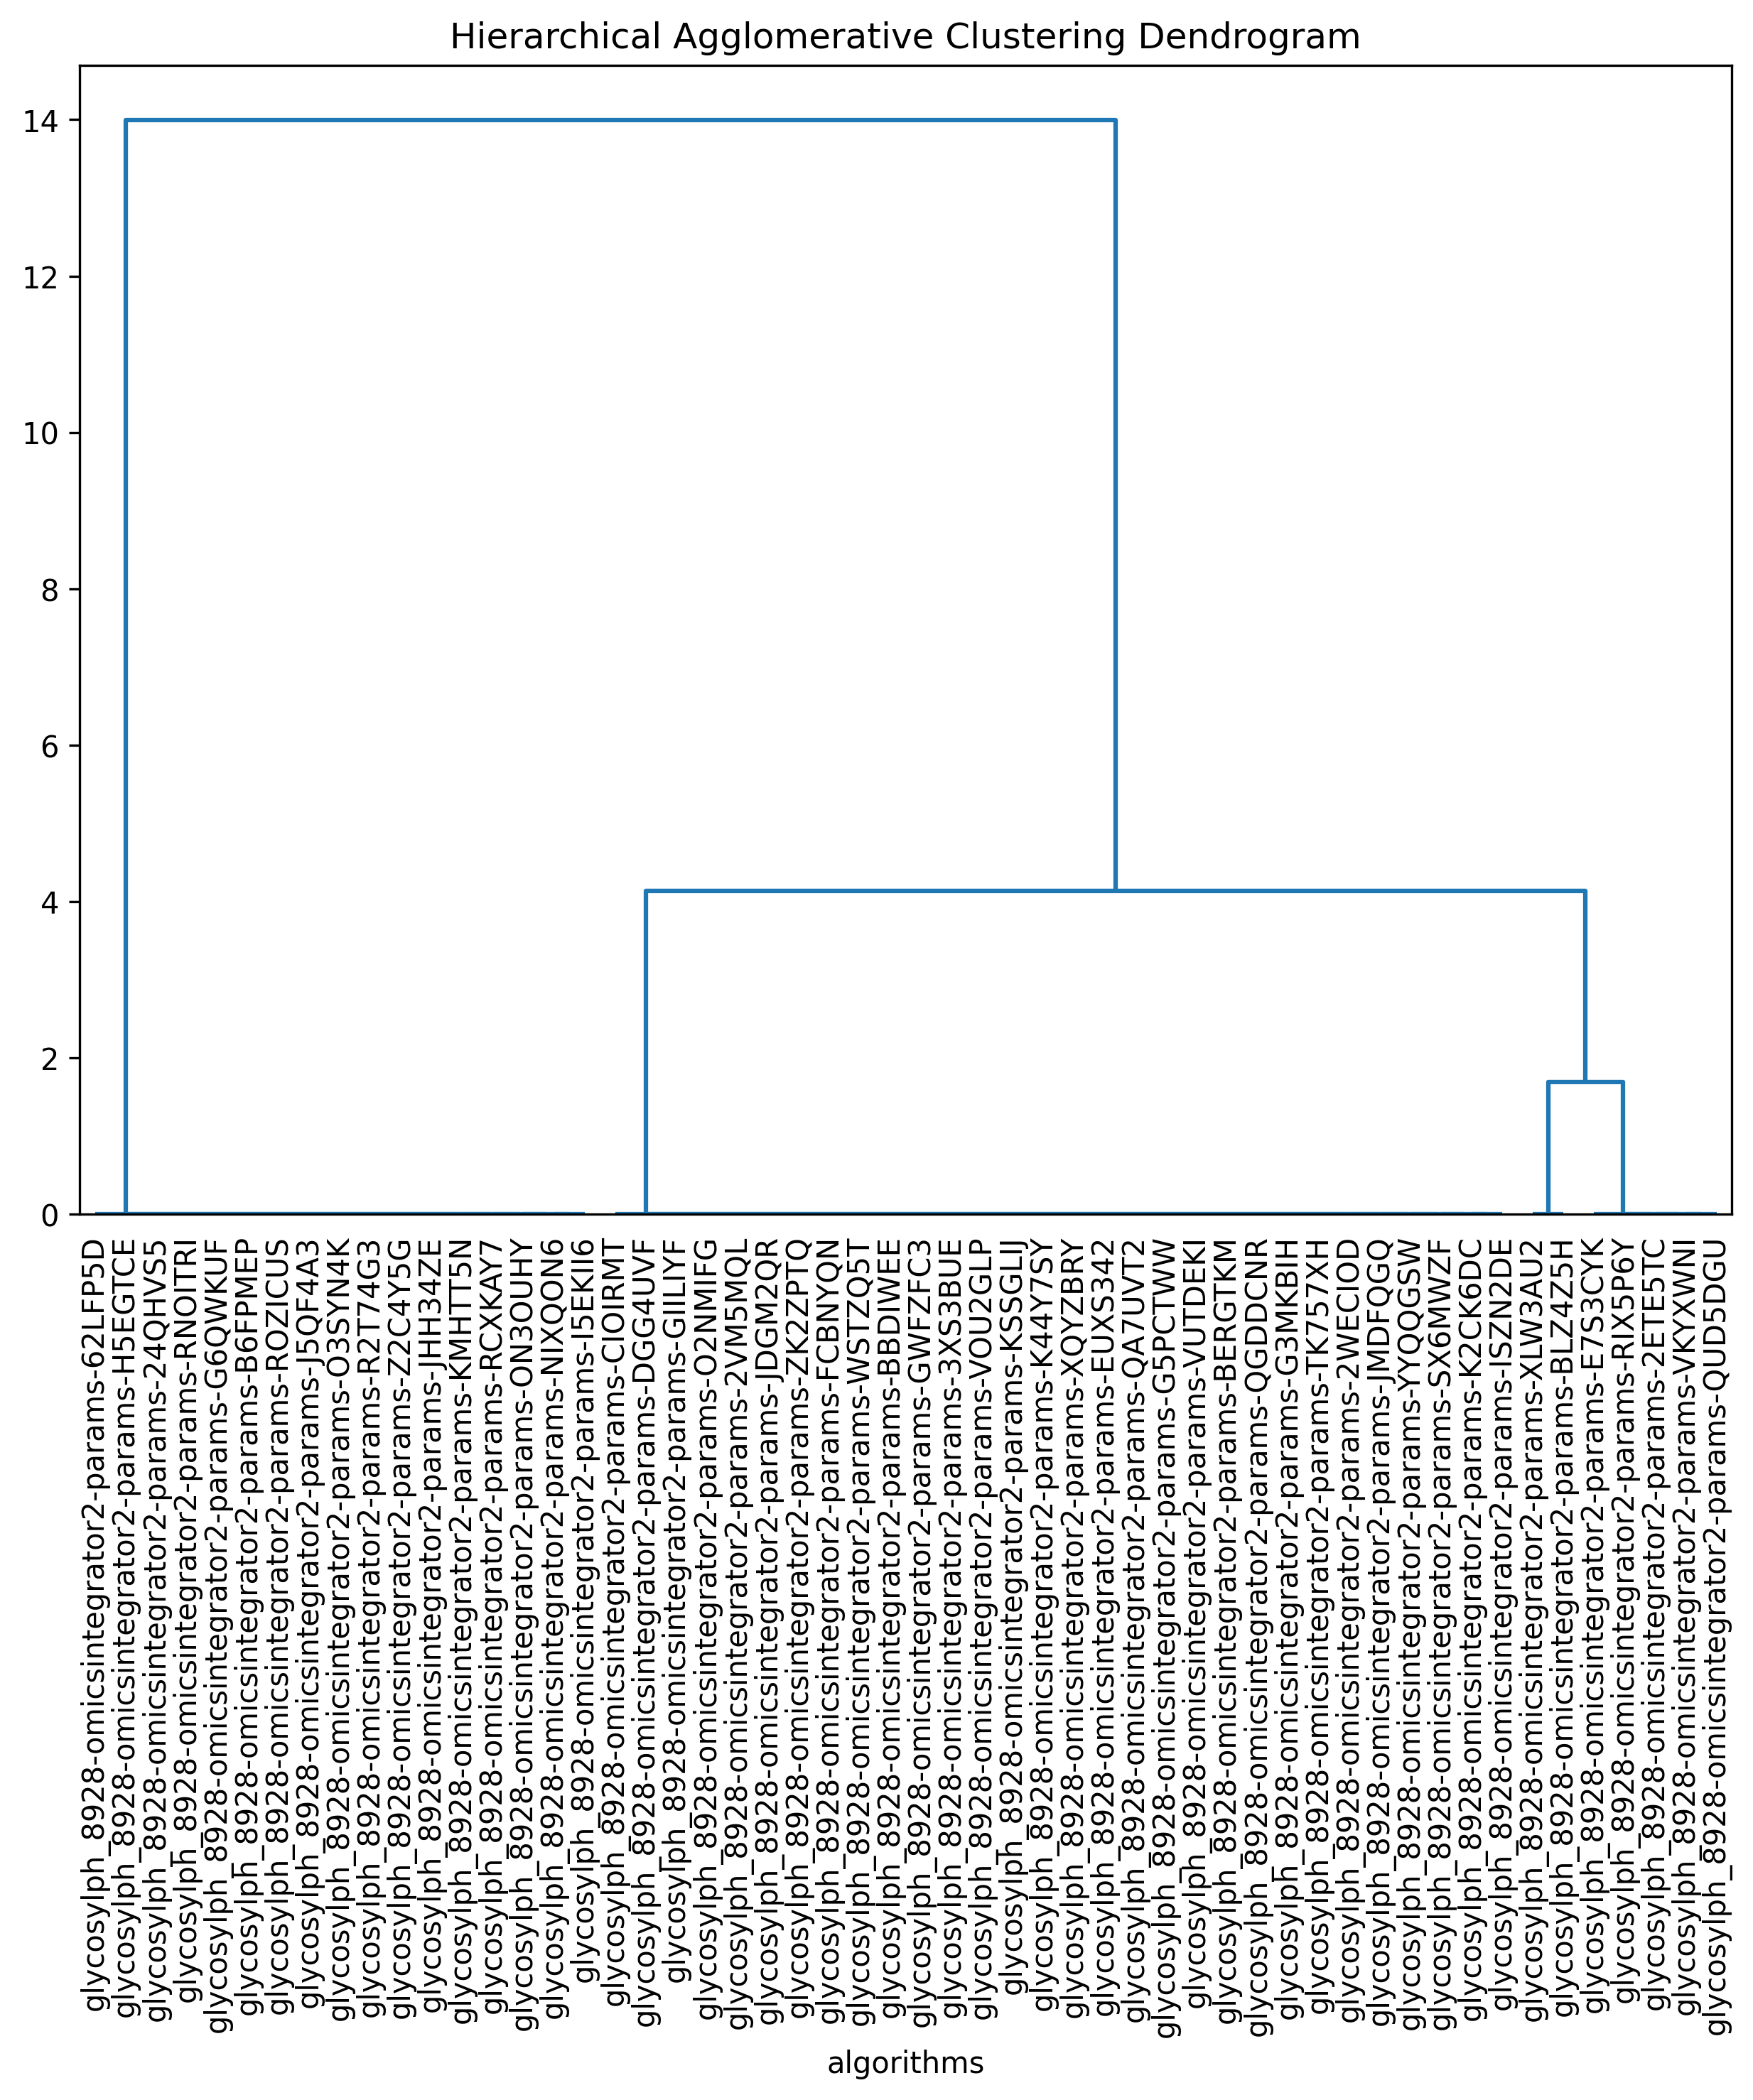 Hierarchical Agglomerative Clustering Dendrogram
14
12
10
8
6
4
2
0
glycosylph_8928-omicsintegrator2-params-62LFP5D
glycosylph_8928-omicsintegrator2-params-H5EGTCE
glycosylph_8928-omicsintegrator2-params-24QHVS5
glycosylph_8928-omicsintegrator2-params-RNOITRI
glycosylph_8928-omicsintegrator2-params-G6QWKUF
glycosylph_8928-omicsintegrator2-params-B6FPMEP
glycosylph_8928-omicsintegrator2-params-ROZICUS
glycosylph_8928-omicsintegrator2-params-J5QF4A3
glycosylph_8928-omicsintegrator2-params-O3SYN4K
glycosylph_8928-omicsintegrator2-params-R2T74G3
glycosylph_8928-omicsintegrator2-params-Z2C4Y5G
glycosylph_8928-omicsintegrator2-params-JHH34ZE
glycosylph_8928-omicsintegrator2-params-KMHTT5N
glycosylph_8928-omicsintegrator2-params-RCXKAY7
glycosylph_8928-omicsintegrator2-params-ON3OUHY
glycosylph_8928-omicsintegrator2-params-NIXQON6
glycosylph_8928-omicsintegrator2-params-I5EKII6
glycosylph_8928-omicsintegrator2-params-CIOIRMT
glycosylph_8928-omicsintegrator2-params-DGG4UVF
glycosylph_8928-omicsintegrator2-params-GIILIYF
glycosylph_8928-omicsintegrator2-params-O2NMIFG
glycosylph_8928-omicsintegrator2-params-2VM5MQL
glycosylph_8928-omicsintegrator2-params-JDGM2QR
glycosylph_8928-omicsintegrator2-params-ZK2ZPTQ
glycosylph_8928-omicsintegrator2-params-FCBNYQN
glycosylph_8928-omicsintegrator2-params-WSTZQ5T
glycosylph_8928-omicsintegrator2-params-BBDIWEE
glycosylph_8928-omicsintegrator2-params-GWFZFC3
glycosylph_8928-omicsintegrator2-params-3XS3BUE
glycosylph_8928-omicsintegrator2-params-VOU2GLP
glycosylph_8928-omicsintegrator2-params-KSSGLIJ
glycosylph_8928-omicsintegrator2-params-K44Y7SY
glycosylph_8928-omicsintegrator2-params-XQYZBRY
glycosylph_8928-omicsintegrator2-params-EUXS342
glycosylph_8928-omicsintegrator2-params-QA7UVT2
glycosylph_8928-omicsintegrator2-params-G5PCTWW
glycosylph_8928-omicsintegrator2-params-VUTDEKI
glycosylph_8928-omicsintegrator2-params-BERGTKM
glycosylph_8928-omicsintegrator2-params-QGDDCNR
glycosylph_8928-omicsintegrator2-params-G3MKBIH
glycosylph_8928-omicsintegrator2-params-TK757XH
glycosylph_8928-omicsintegrator2-params-2WECIOD
glycosylph_8928-omicsintegrator2-params-JMDFQGQ
glycosylph_8928-omicsintegrator2-params-YYQQGSW
glycosylph_8928-omicsintegrator2-params-SX6MWZF
glycosylph_8928-omicsintegrator2-params-K2CK6DC
glycosylph_8928-omicsintegrator2-params-ISZN2DE
glycosylph_8928-omicsintegrator2-params-XLW3AU2
glycosylph_8928-omicsintegrator2-params-BLZ4Z5H
glycosylph_8928-omicsintegrator2-params-E7S3CYK
glycosylph_8928-omicsintegrator2-params-RIX5P6Y
glycosylph_8928-omicsintegrator2-params-2ETE5TC
glycosylph_8928-omicsintegrator2-params-VKYXWNI
glycosylph_8928-omicsintegrator2-params-QUD5DGU
algorithms